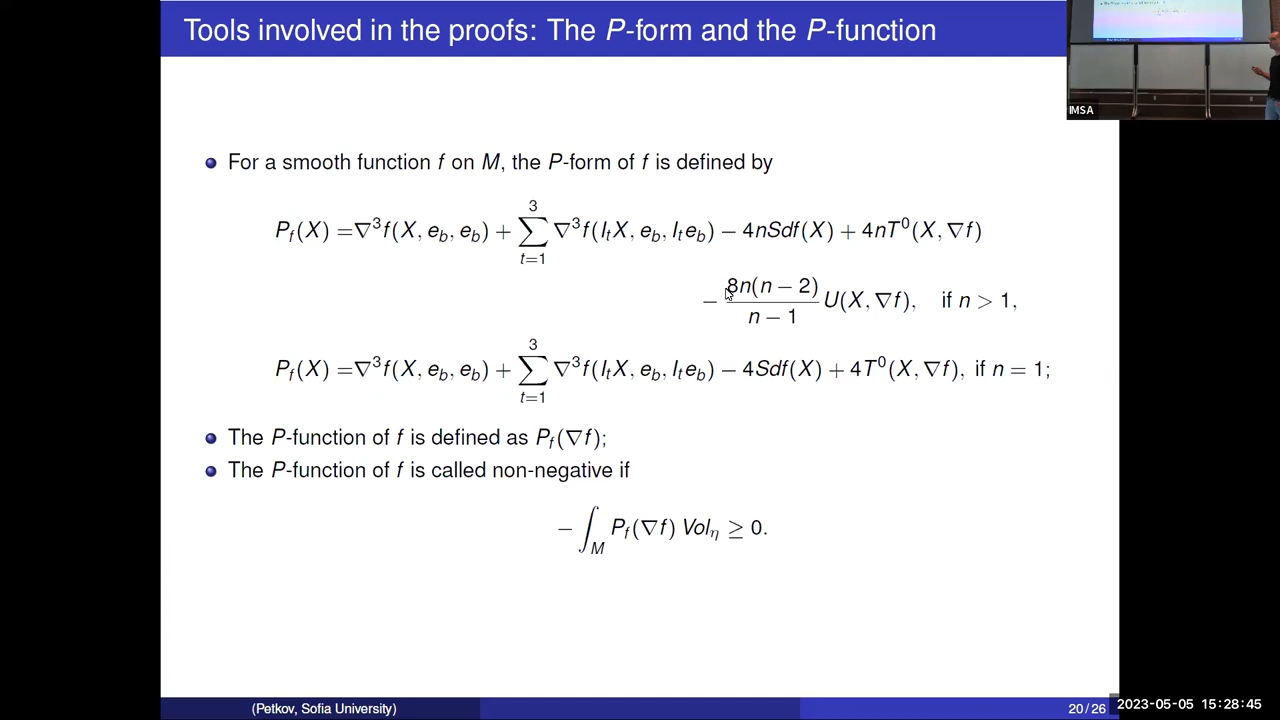 Tools involved in the proofs: The P-form and the P-function
IMSA
For a smooth function f on M, the P-form of f is defined by
P_f(X) =∇³f(X, e_b, e_b) + ∑_{t=1}^{3} ∇³f(I_tX, e_b, I_te_b) − 4nSdf(X) + 4nT⁰(X, ∇f)
− \frac{8n(n − 2)}{n − 1} U(X, ∇f), if n > 1,
P_f(X) =∇³f(X, e_b, e_b) + ∑_{t=1}^{3} ∇³f(I_tX, e_b, I_te_b) − 4Sdf(X) + 4T⁰(X, ∇f), if n = 1;
The P-function of f is defined as P_f(∇f);
The P-function of f is called non-negative if
− ∫_M P_f(∇f) Vol_η ≥ 0.
(Petkov, Sofia University)
20 / 26
2023-05-05 15:28:45